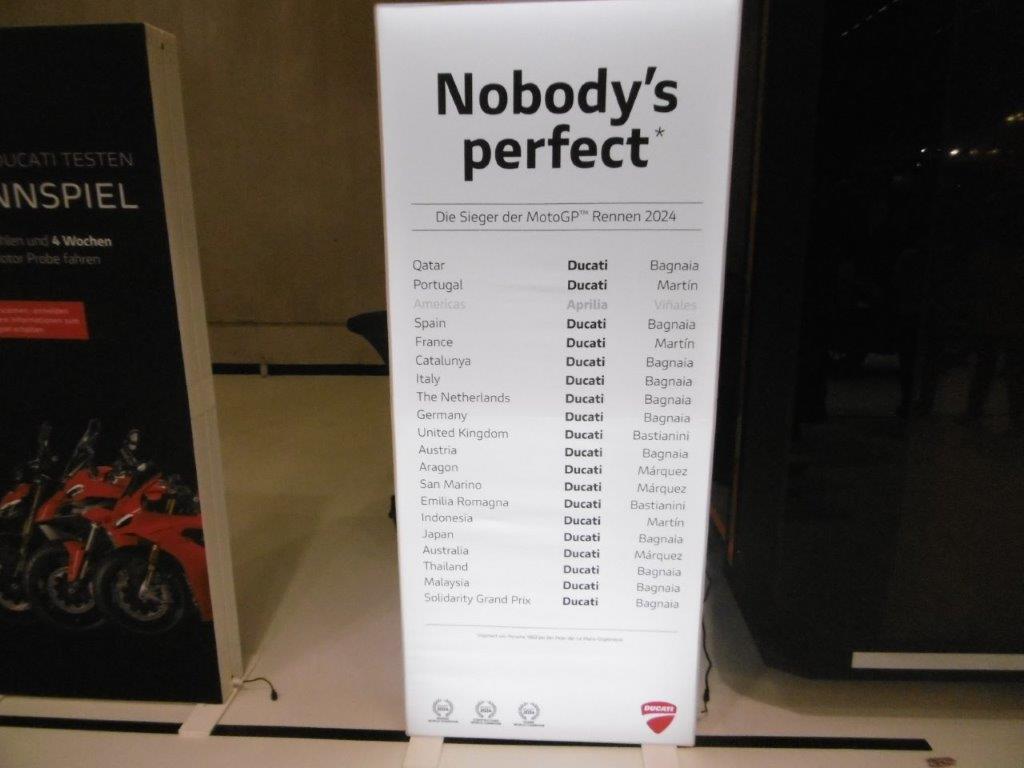 DUCATI TESTEN
NNSPIEL
hlen und 4 Wochen
otor Probe fahren
Nobody's
perfect*
Die Sieger der MotoGP™ Rennen 2024
Qatar Ducati Bagnaia
Portugal Ducati Martín
Americas Aprilia Viñales
Spain Ducati Bagnaia
France Ducati Martín
Catalunya Ducati Bagnaia
Italy Ducati Bagnaia
The Netherlands Ducati Bagnaia
Germany Ducati Bagnaia
United Kingdom Ducati Bastianini
Austria Ducati Bagnaia
Aragon Ducati Márquez
San Marino Ducati Márquez
Emilia Romagna Ducati Bastianini
Indonesia Ducati Martín
Japan Ducati Bagnaia
Australia Ducati Márquez
Thailand Ducati Bagnaia
Malaysia Ducati Bagnaia
Solidarity Grand Prix Ducati Bagnaia
2024 2024 2024
DUCATI